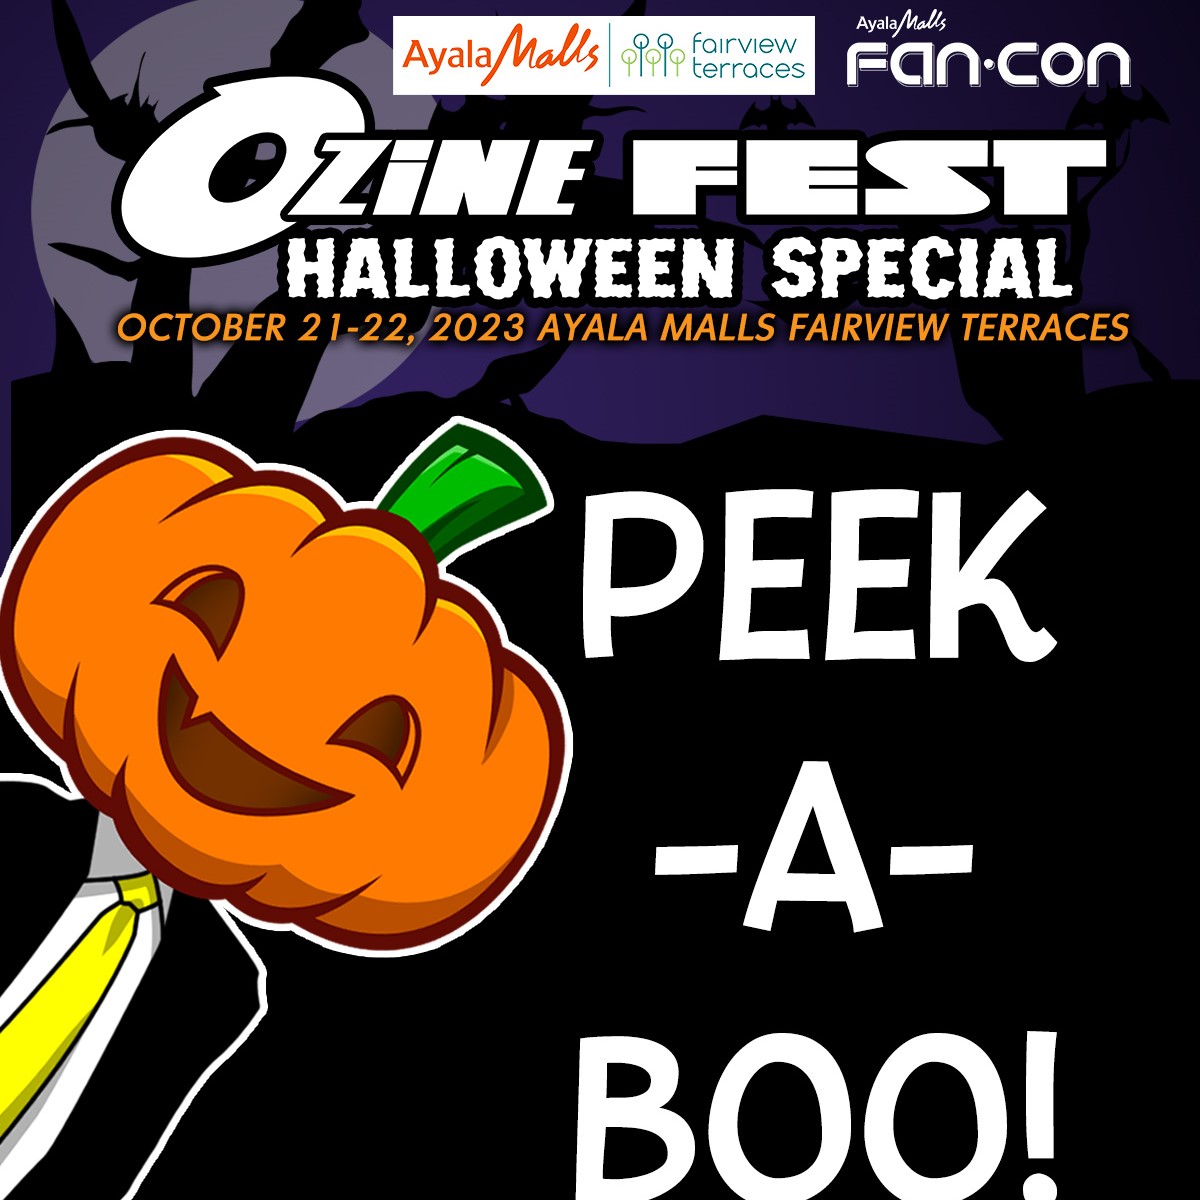 Ayala Malls fairview terraces
Ayala Malls
Fan·Con
Ozine FEST
HALLOWEEN SPECIAL
OCTOBER 21-22, 2023 AYALA MALLS FAIRVIEW TERRACES
PEEK
-A-
BOO!